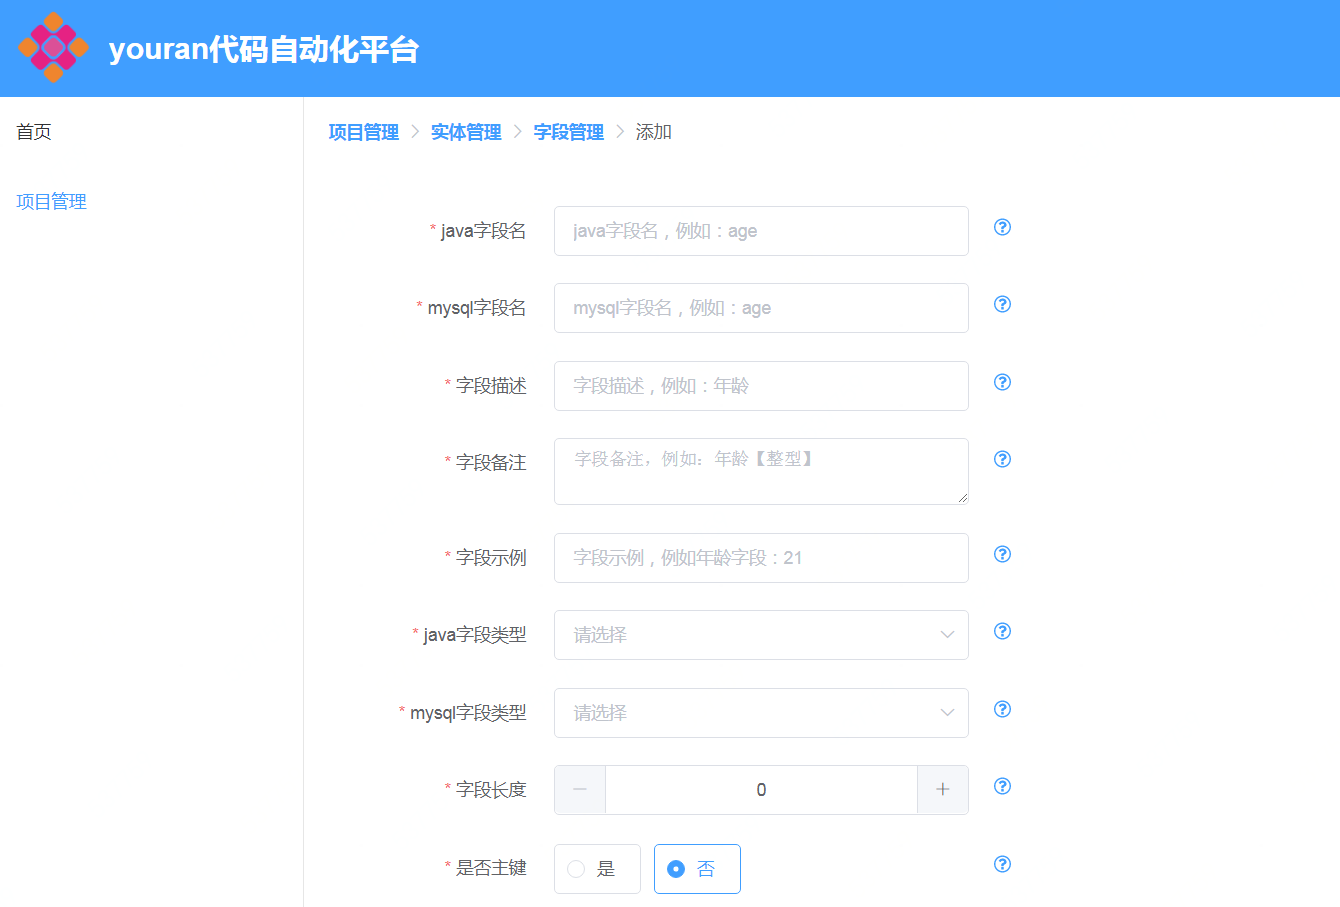 youran代码自动化平台
首页
项目管理
项目管理 > 实体管理 > 字段管理 > 添加
* java字段名 java字段名，例如：age
* mysql字段名 mysql字段名，例如：age
* 字段描述 字段描述，例如：年龄
* 字段备注 字段备注，例如：年龄【整型】
* 字段示例 字段示例，例如年龄字段：21
* java字段类型 请选择
* mysql字段类型 请选择
* 字段长度 − 0 +
* 是否主键 是 否